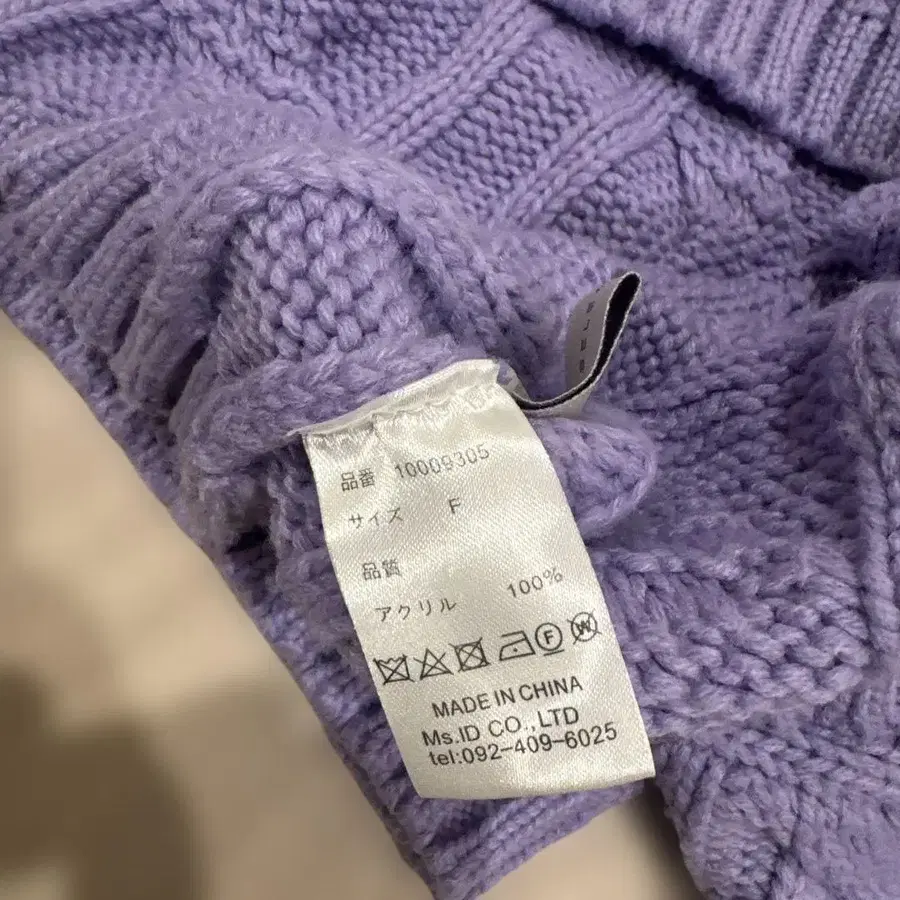 品番 10009305
サイズ F
品質
アクリル 100%
F W
MADE IN CHINA
Ms.ID CO.,LTD
tel:092-409-6025